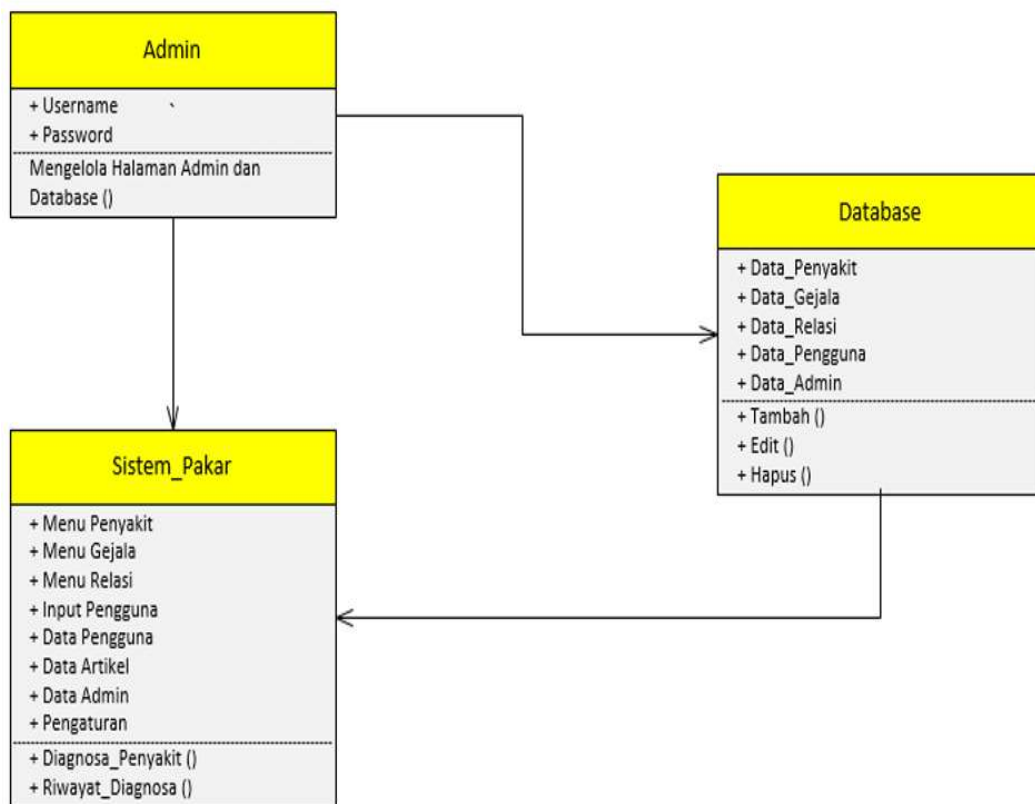 Admin
+ Username `
+ Password
Mengelola Halaman Admin dan
Database ()
Database
+ Data_Penyakit
+ Data_Gejala
+ Data_Relasi
+ Data_Pengguna
+ Data_Admin
+ Tambah ()
+ Edit ()
+ Hapus ()
Sistem_Pakar
+ Menu Penyakit
+ Menu Gejala
+ Menu Relasi
+ Input Pengguna
+ Data Pengguna
+ Data Artikel
+ Data Admin
+ Pengaturan
+ Diagnosa_Penyakit ()
+ Riwayat_Diagnosa ()